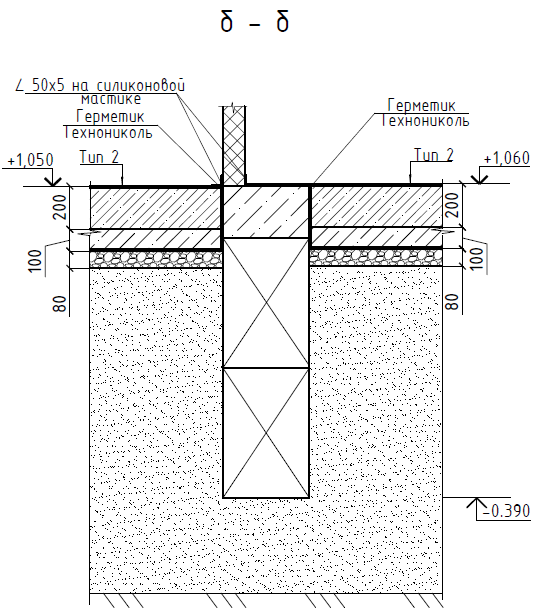 б – б
∠ 50х5 на силиконовой
мастике
Герметик
Технониколь
Герметик
Технониколь
+1,050
Тип 2
Тип 2
+1,060
200
100
80
200
100
80
-0.390